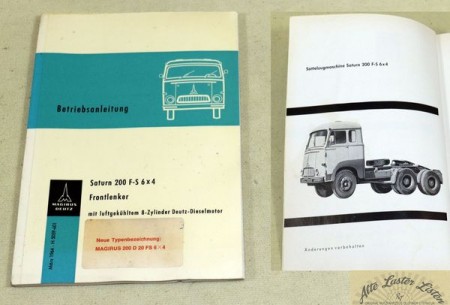 Betriebsanleitung
Saturn 200 F-S 6x4
Frontlenker
mit luftgekühltem 8-Zylinder Deutz-Dieselmotor
Neue Typenbezeichnung:
MAGIRUS 200 D 20 FS 6 × 4
MAGIRUS
DEUTZ
Sattelzugmaschine Saturn 200 F-S 6x4
Änderungen vorbehalten
Alte Laster Listen